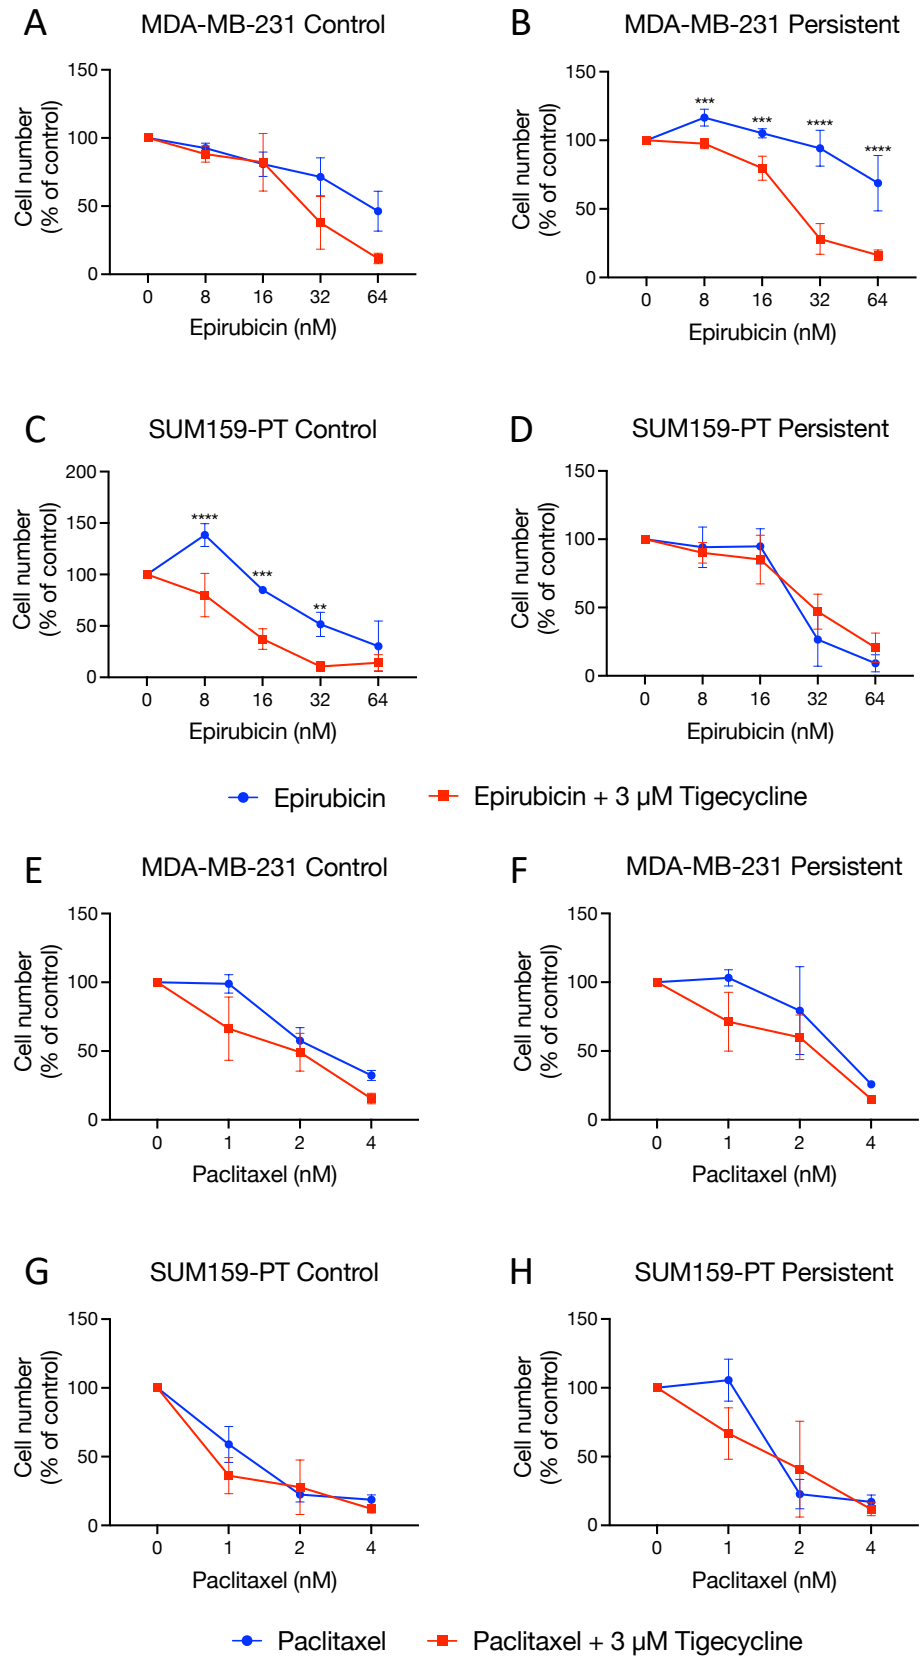 A
MDA-MB-231 Control
Cell number
(% of control)
150
100
50
0
0 8 16 32 64
Epirubicin (nM)
B
MDA-MB-231 Persistent
Cell number
(% of control)
150
100
50
0
*** *** **** ****
0 8 16 32 64
Epirubicin (nM)
C
SUM159-PT Control
Cell number
(% of control)
200
150
100
50
0
**** *** **
0 8 16 32 64
Epirubicin (nM)
D
SUM159-PT Persistent
Cell number
(% of control)
150
100
50
0
0 8 16 32 64
Epirubicin (nM)
Epirubicin Epirubicin + 3 µM Tigecycline
E
MDA-MB-231 Control
Cell number
(% of control)
150
100
50
0
0 1 2 4
Paclitaxel (nM)
F
MDA-MB-231 Persistent
Cell number
(% of control)
150
100
50
0
0 1 2 4
Paclitaxel (nM)
G
SUM159-PT Control
Cell number
(% of control)
150
100
50
0
0 1 2 4
Paclitaxel (nM)
H
SUM159-PT Persistent
Cell number
(% of control)
150
100
50
0
0 1 2 4
Paclitaxel (nM)
Paclitaxel Paclitaxel + 3 µM Tigecycline